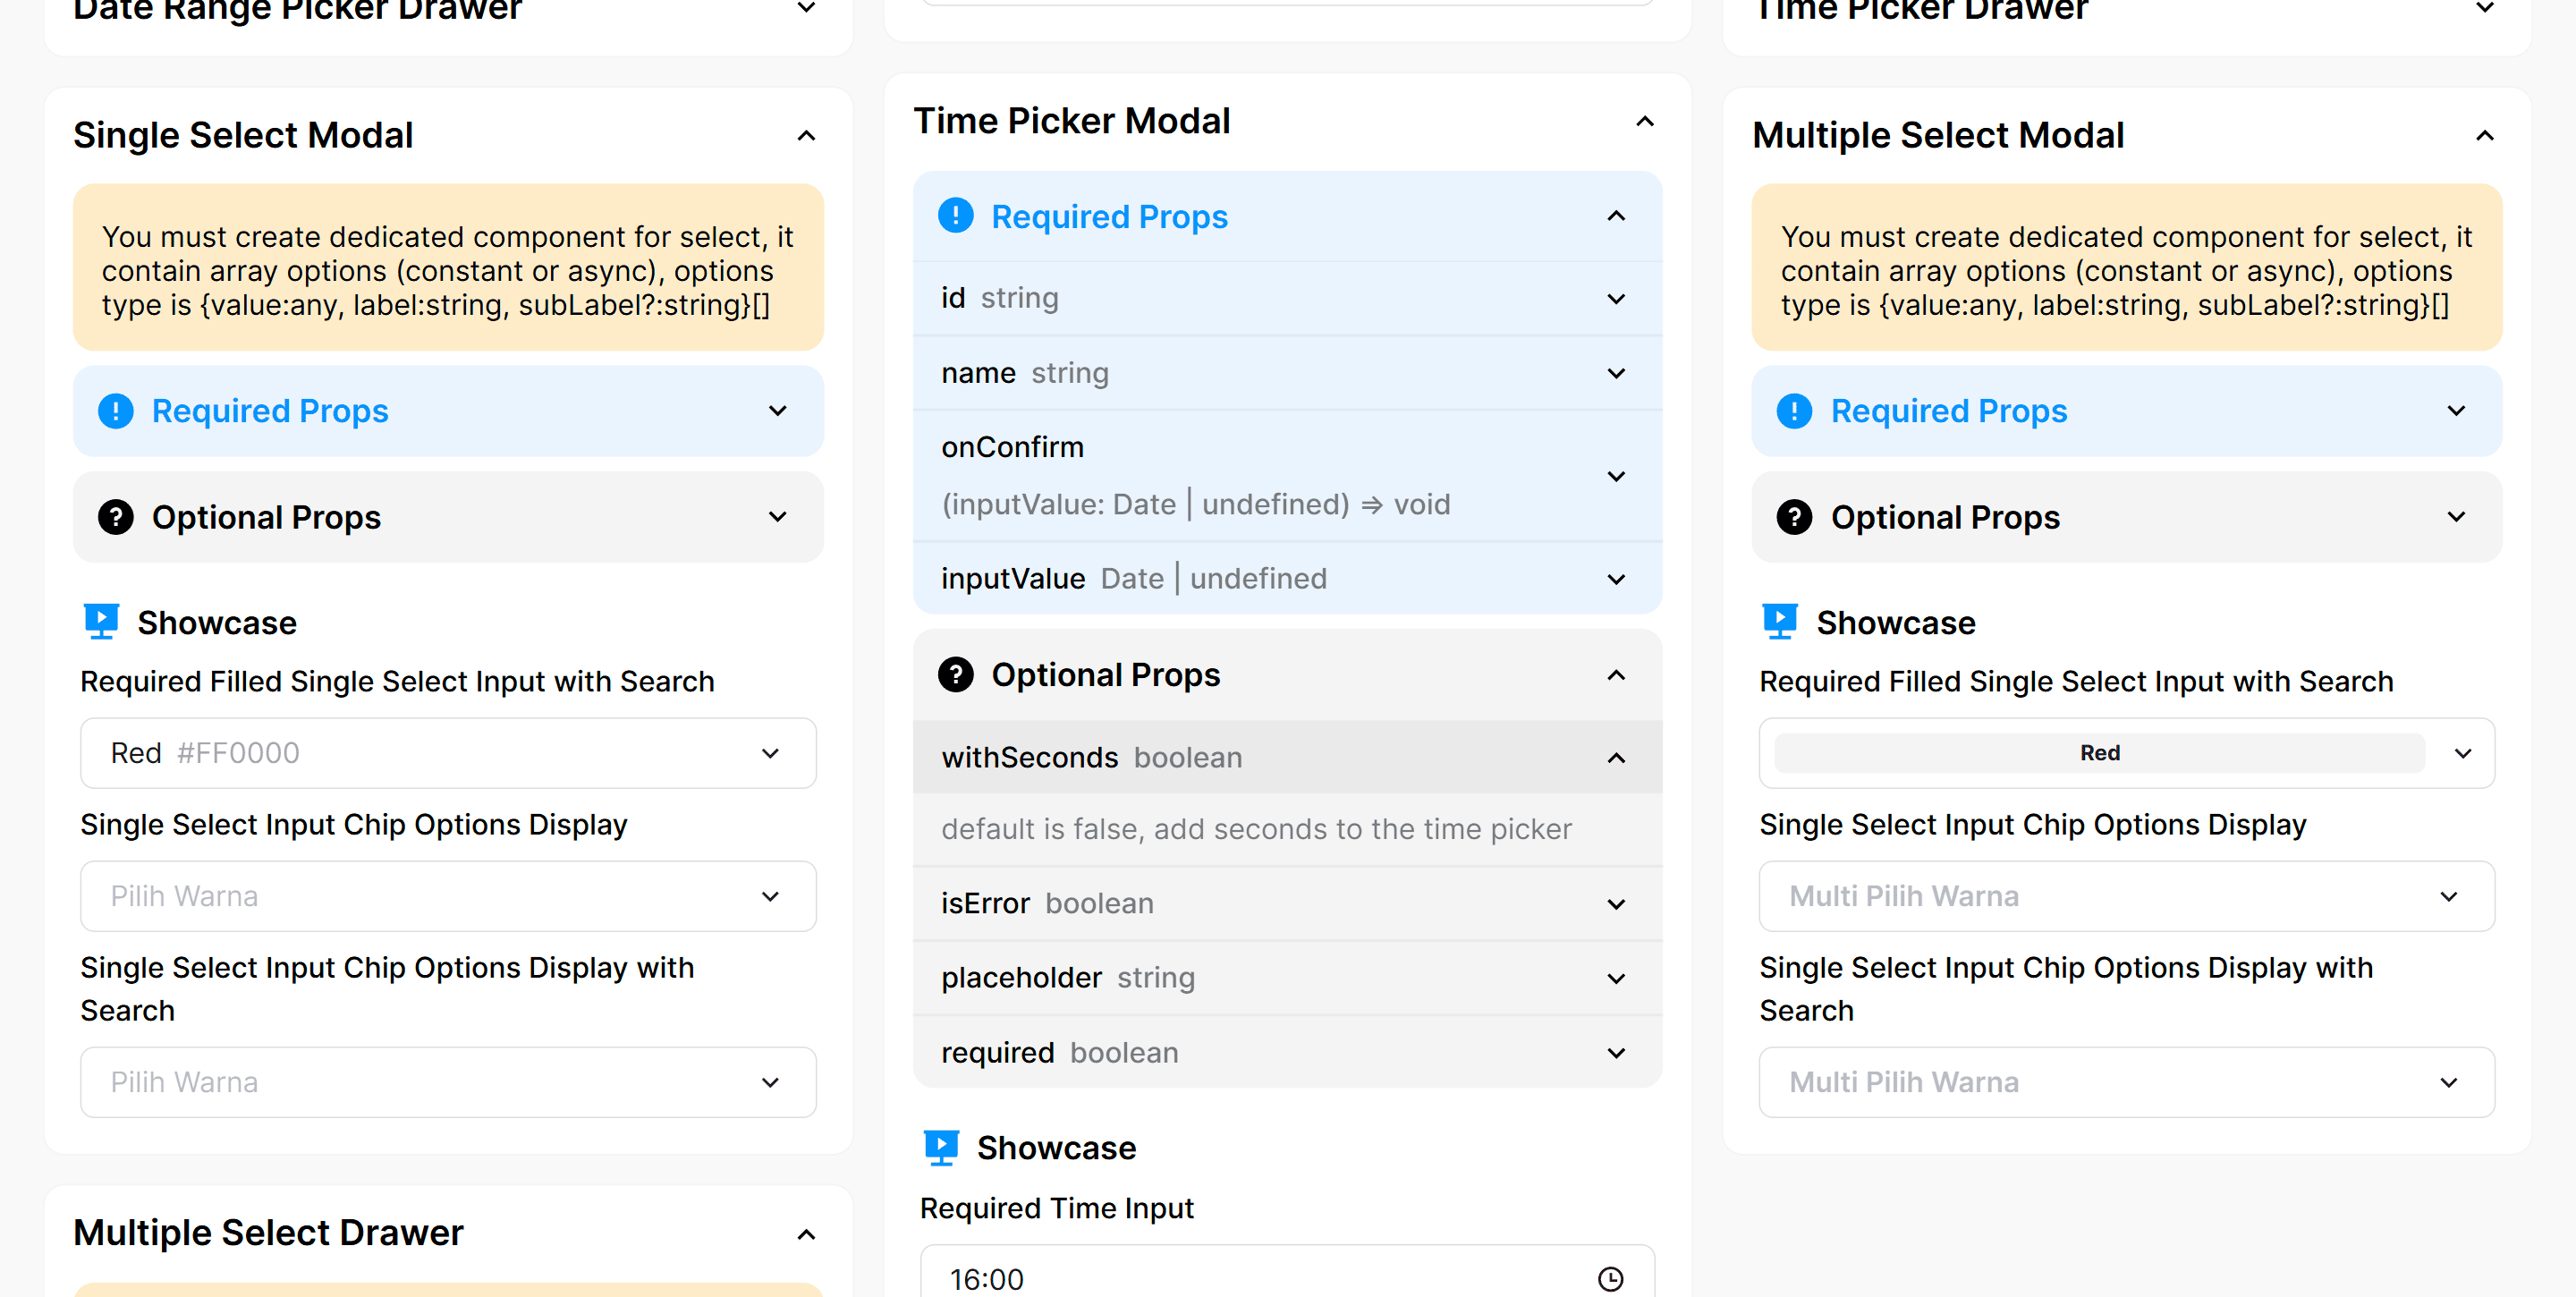 Date Range Picker Drawer
Single Select Modal
You must create dedicated component for select, it
contain array options (constant or async), options
type is {value:any, label:string, subLabel?:string}[]
Required Props
Optional Props
Showcase
Required Filled Single Select Input with Search
Red #FF0000
Single Select Input Chip Options Display
Pilih Warna
Single Select Input Chip Options Display with
Search
Pilih Warna
Multiple Select Drawer
Time Picker Modal
Required Props
id string
name string
onConfirm
(inputValue: Date | undefined) => void
inputValue Date | undefined
Optional Props
withSeconds boolean
default is false, add seconds to the time picker
isError boolean
placeholder string
required boolean
Showcase
Required Time Input
16:00
Time Picker Drawer
Multiple Select Modal
You must create dedicated component for select, it
contain array options (constant or async), options
type is {value:any, label:string, subLabel?:string}[]
Required Props
Optional Props
Showcase
Required Filled Single Select Input with Search
Red
Single Select Input Chip Options Display
Multi Pilih Warna
Single Select Input Chip Options Display with
Search
Multi Pilih Warna